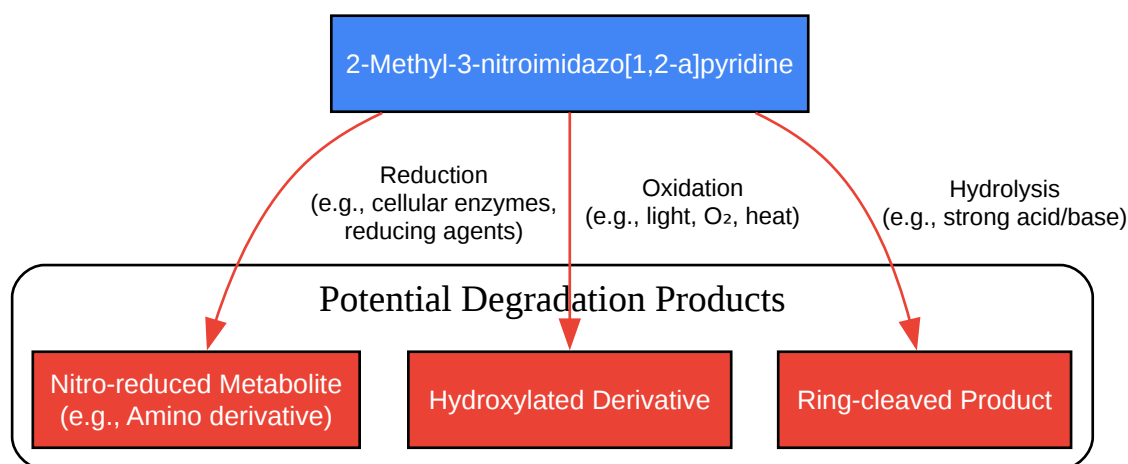 2-Methyl-3-nitroimidazo[1,2-a]pyridine
Reduction
(e.g., cellular enzymes,
reducing agents)
Oxidation
(e.g., light, O₂, heat)
Hydrolysis
(e.g., strong acid/base)
Potential Degradation Products
Nitro-reduced Metabolite
(e.g., Amino derivative)
Hydroxylated Derivative
Ring-cleaved Product